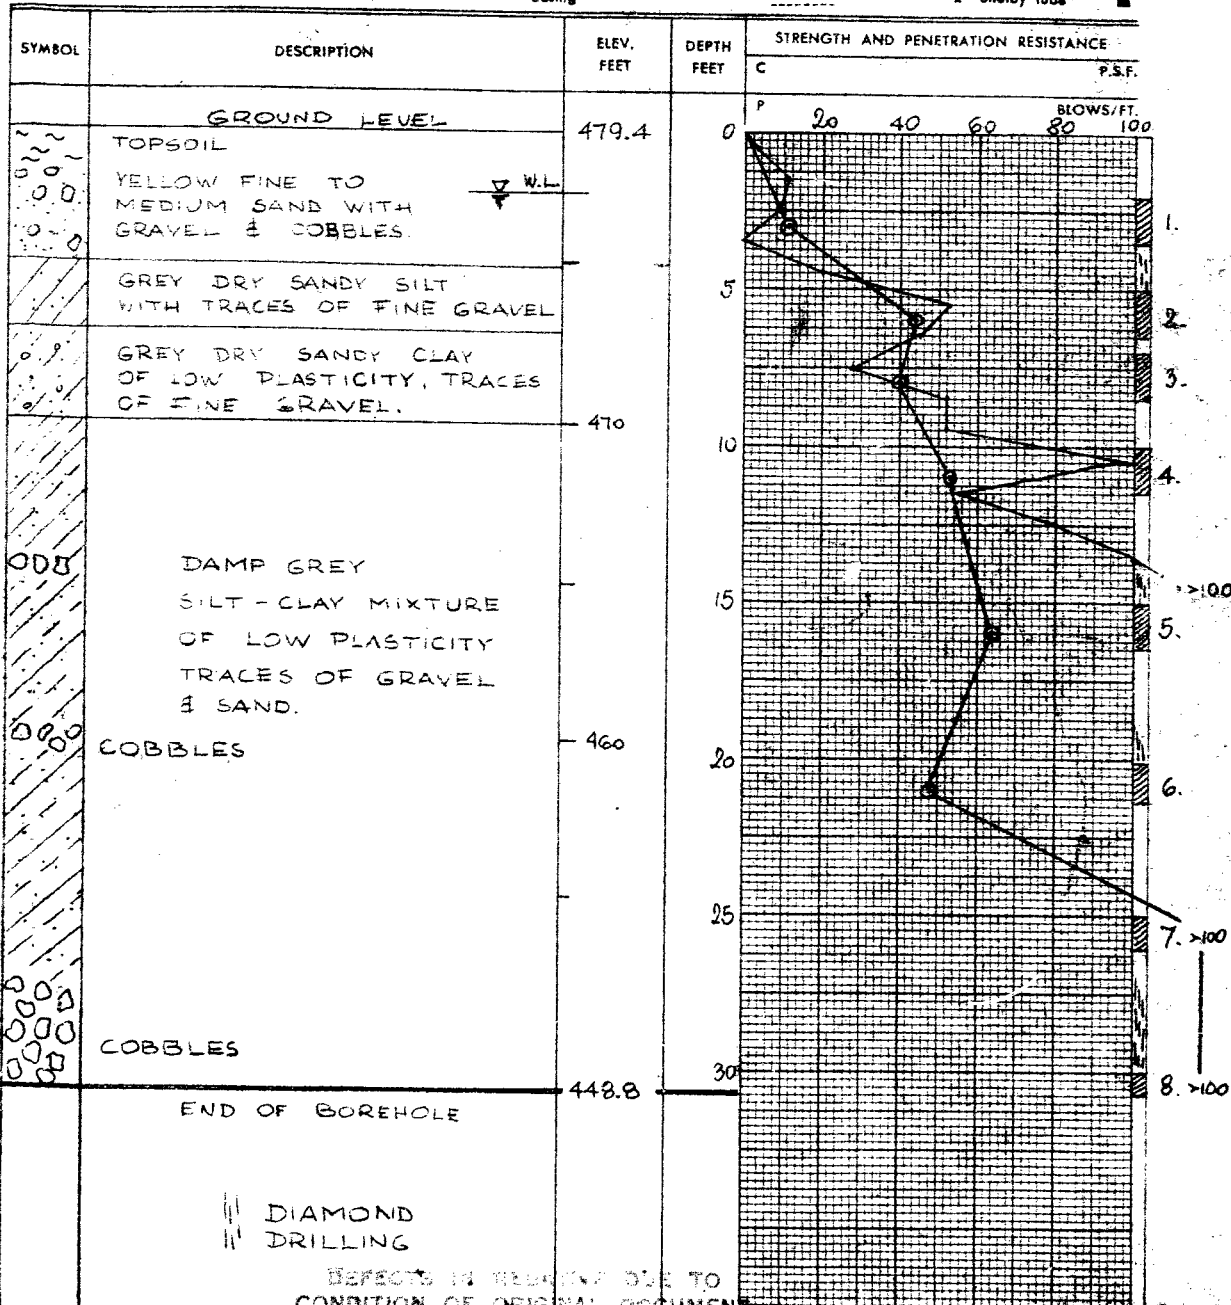 Casing
Shelby Tube
SYMBOL
DESCRIPTION
ELEV.
FEET
DEPTH
FEET
STRENGTH AND PENETRATION RESISTANCE
C P.S.F.
P BLOWS/FT.
20 40 60 80 100
GROUND LEVEL
479.4
0
TOPSOIL
YELLOW FINE TO
MEDIUM SAND WITH
GRAVEL & COBBLES.
W.L.
1.
GREY DRY SANDY SILT
WITH TRACES OF FINE GRAVEL
5
2.
GREY DRY SANDY CLAY
OF LOW PLASTICITY, TRACES
OF FINE GRAVEL.
3.
470
10
4.
DAMP GREY
SILT-CLAY MIXTURE
OF LOW PLASTICITY
TRACES OF GRAVEL
& SAND.
>100
15
5.
COBBLES
460
20
6.
25
7. >100
COBBLES
448.8
30
8. >100
END OF BOREHOLE
DIAMOND
DRILLING
DEFECTS IN NEGATIVE DUE TO
CONDITION OF ORIGINAL DOCUMENT